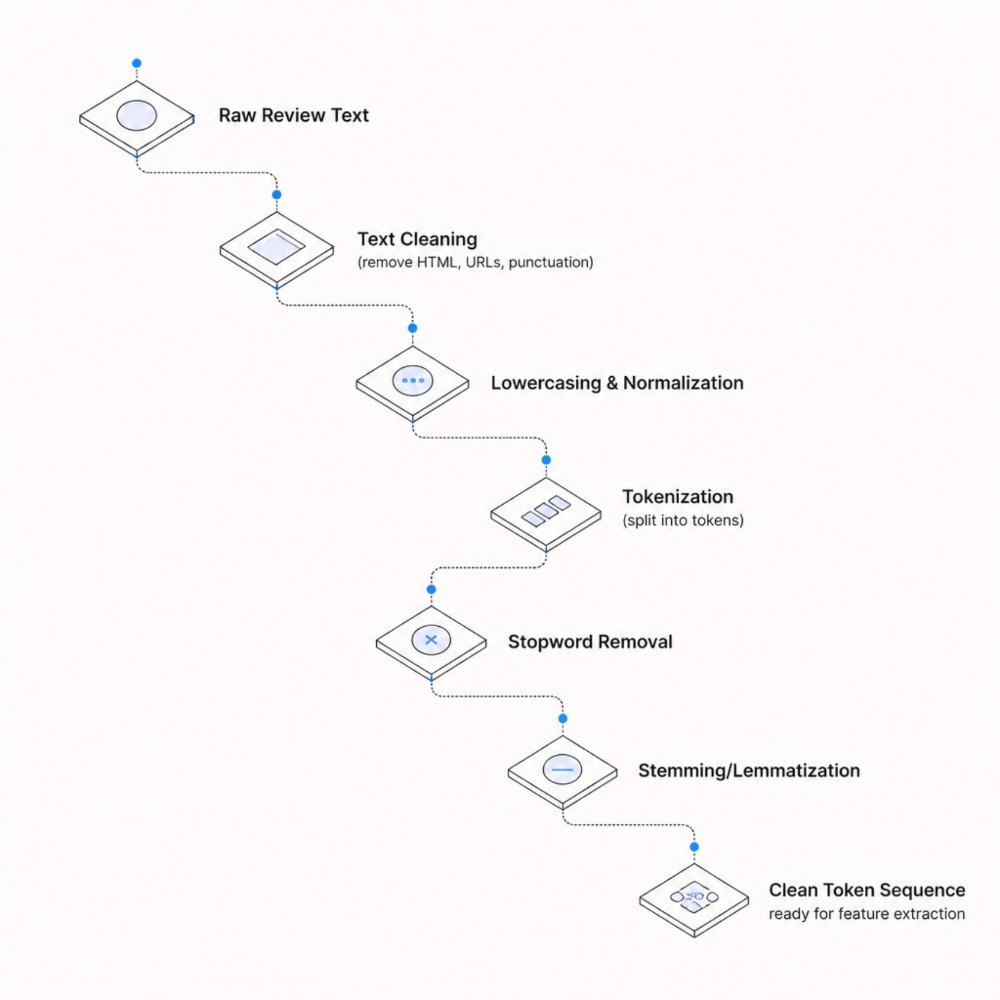 Raw Review Text
Text Cleaning
(remove HTML, URLs, punctuation)
Lowercasing & Normalization
Tokenization
(split into tokens)
Stopword Removal
Stemming/Lemmatization
Clean Token Sequence
ready for feature extraction